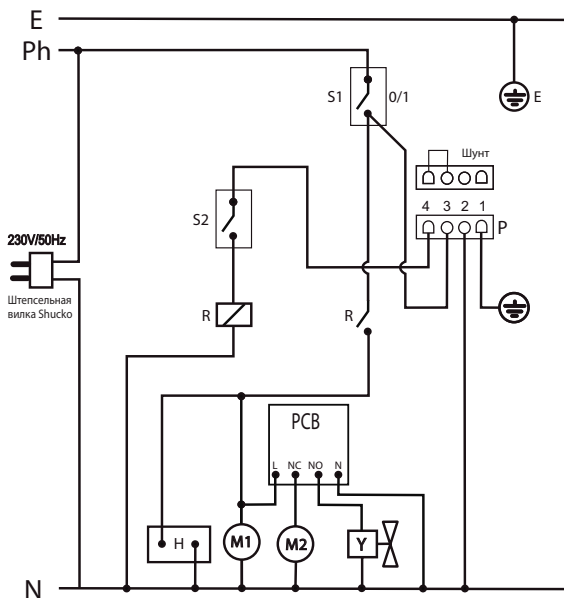 E
Ph
S1
0/1
E
Шунт
4 3 2 1
P
S2
230V/50Hz
Штепсельная
вилка Shucko
R
R
PCB
L NC NO N
H
M1
M2
Y
N